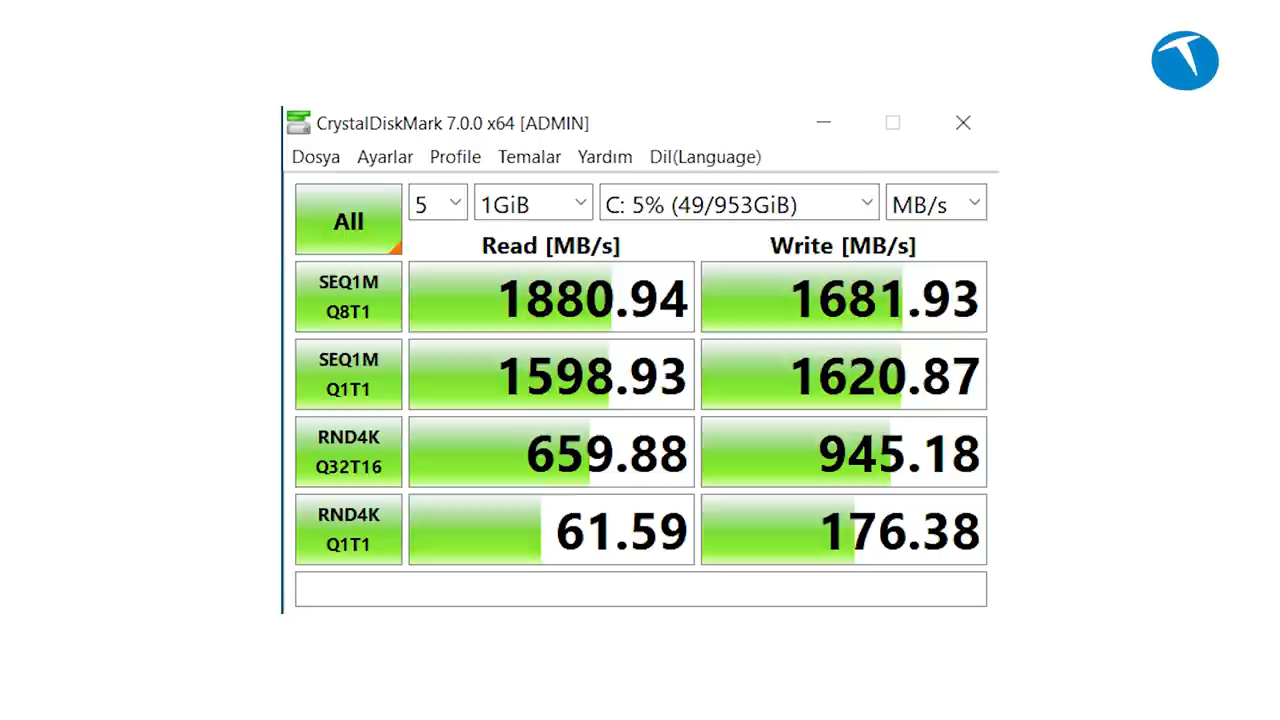 CrystalDiskMark 7.0.0 x64 [ADMIN]
Dosya Ayarlar Profile Temalar Yardım Dil(Language)
All 5 1GiB C: 5% (49/953GiB) MB/s
Read [MB/s] Write [MB/s]
SEQ1M
Q8T1
1880.94 1681.93
SEQ1M
Q1T1
1598.93 1620.87
RND4K
Q32T16
659.88 945.18
RND4K
Q1T1
61.59 176.38